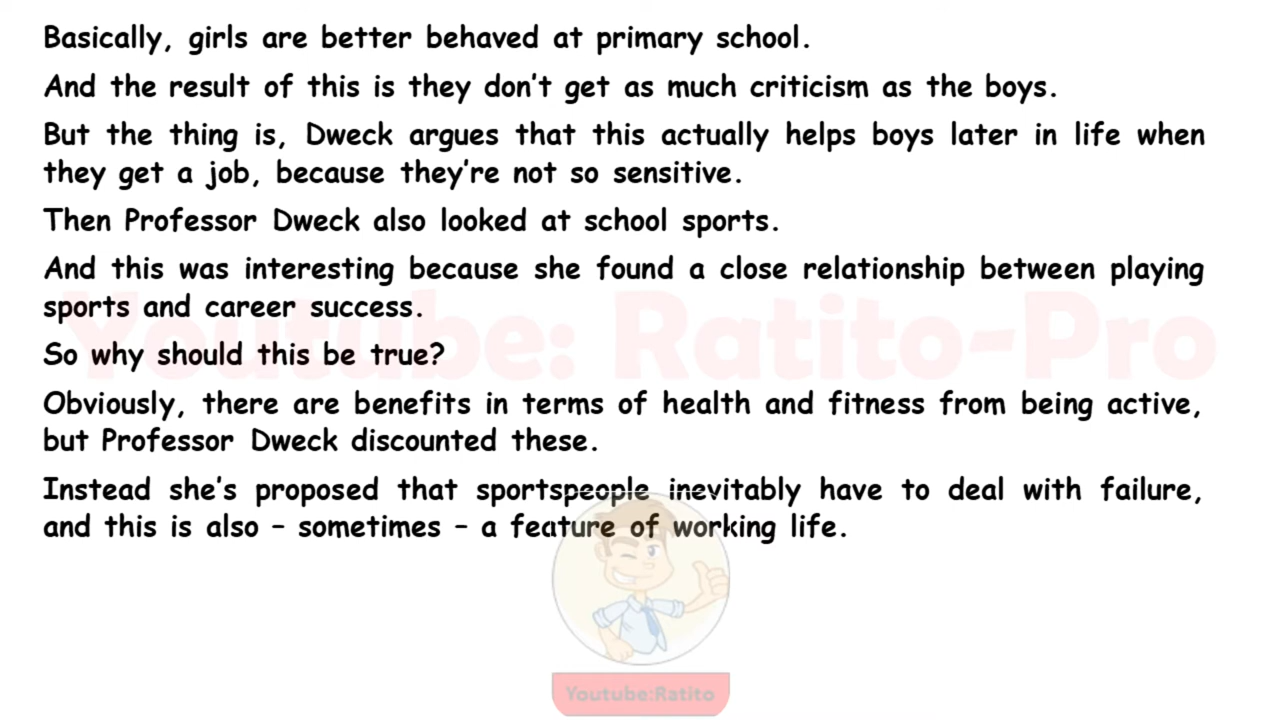 Basically, girls are better behaved at primary school.
And the result of this is they don't get as much criticism as the boys.
But the thing is, Dweck argues that this actually helps boys later in life when
they get a job, because they're not so sensitive.
Then Professor Dweck also looked at school sports.
And this was interesting because she found a close relationship between playing
sports and career success.
Youtube: Ratito-Pro
So why should this be true?
Obviously, there are benefits in terms of health and fitness from being active,
but Professor Dweck discounted these.
Instead she's proposed that sportspeople inevitably have to deal with failure,
and this is also – sometimes – a feature of working life.
Youtube:Ratito